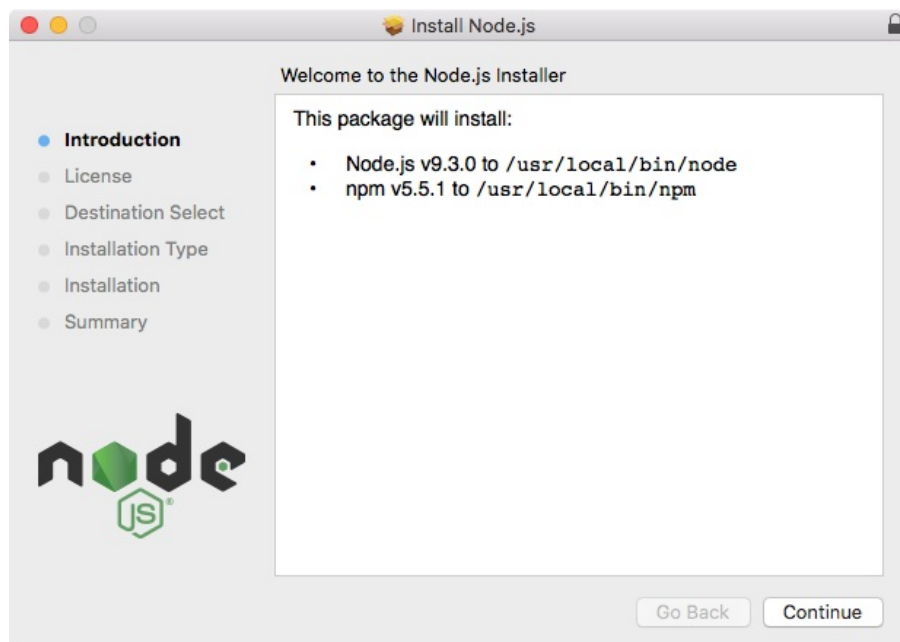 Install Node.js
Welcome to the Node.js Installer
Introduction
License
Destination Select
Installation Type
Installation
Summary
This package will install:
• Node.js v9.3.0 to /usr/local/bin/node
• npm v5.5.1 to /usr/local/bin/npm
node
JS®
Go Back
Continue